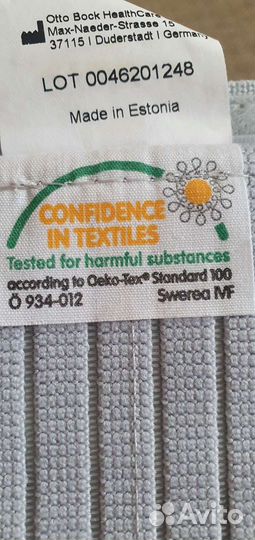 Otto Bock HealthCare
Max-Naeder-Strasse 15
37115 | Duderstadt | Germany
LOT 0046201248
Made in Estonia
CONFIDENCE
IN TEXTILES
Tested for harmful substances
according to Oeko-Tex® Standard 100
Ö 934-012 Swerea IVF
Avito